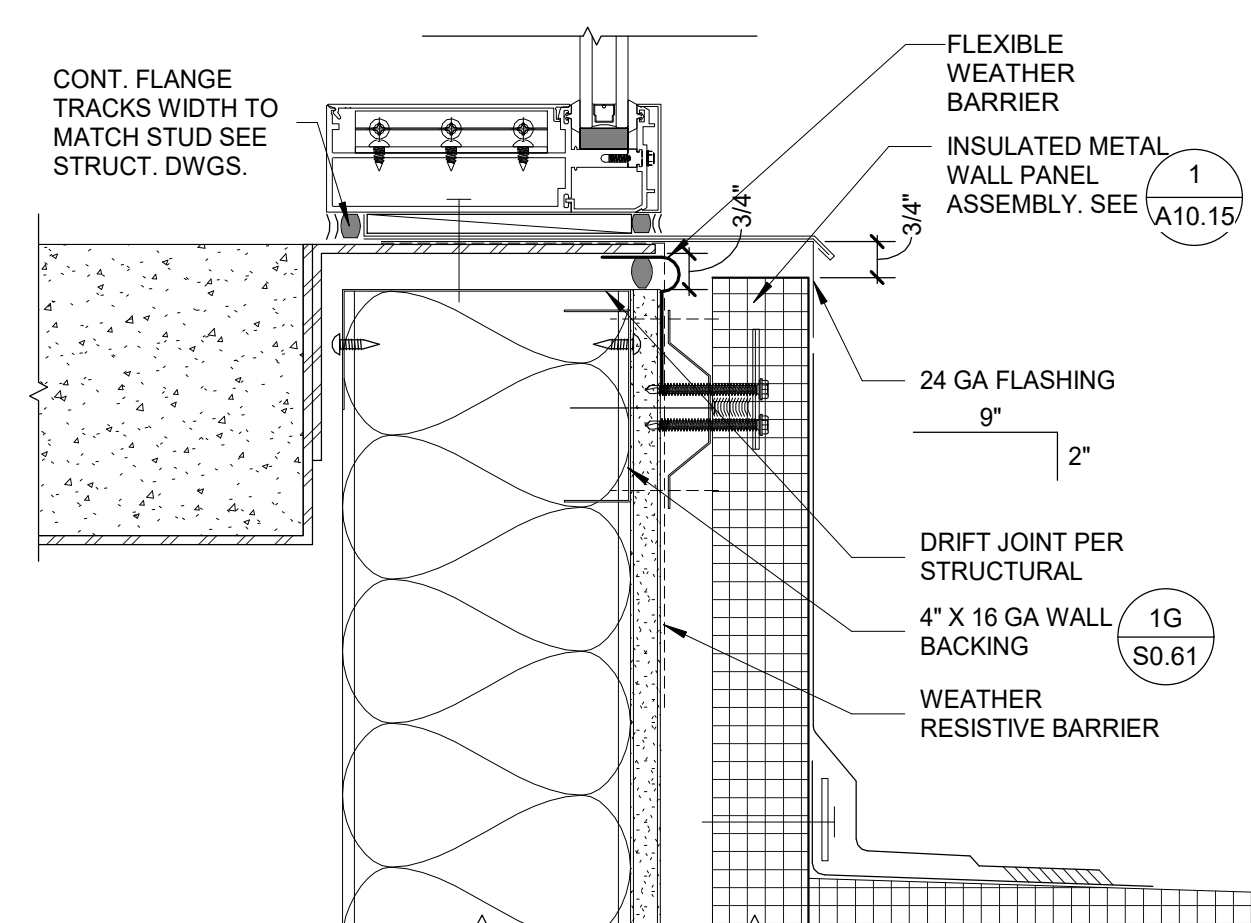 CONT. FLANGE
TRACKS WIDTH TO
MATCH STUD SEE
STRUCT. DWGS.
FLEXIBLE
WEATHER
BARRIER
INSULATED METAL
WALL PANEL
ASSEMBLY. SEE
1
A10.15
3/4"
3/4"
24 GA FLASHING
9"
2"
DRIFT JOINT PER
STRUCTURAL
4" X 16 GA WALL
BACKING
1G
S0.61
WEATHER
RESISTIVE BARRIER